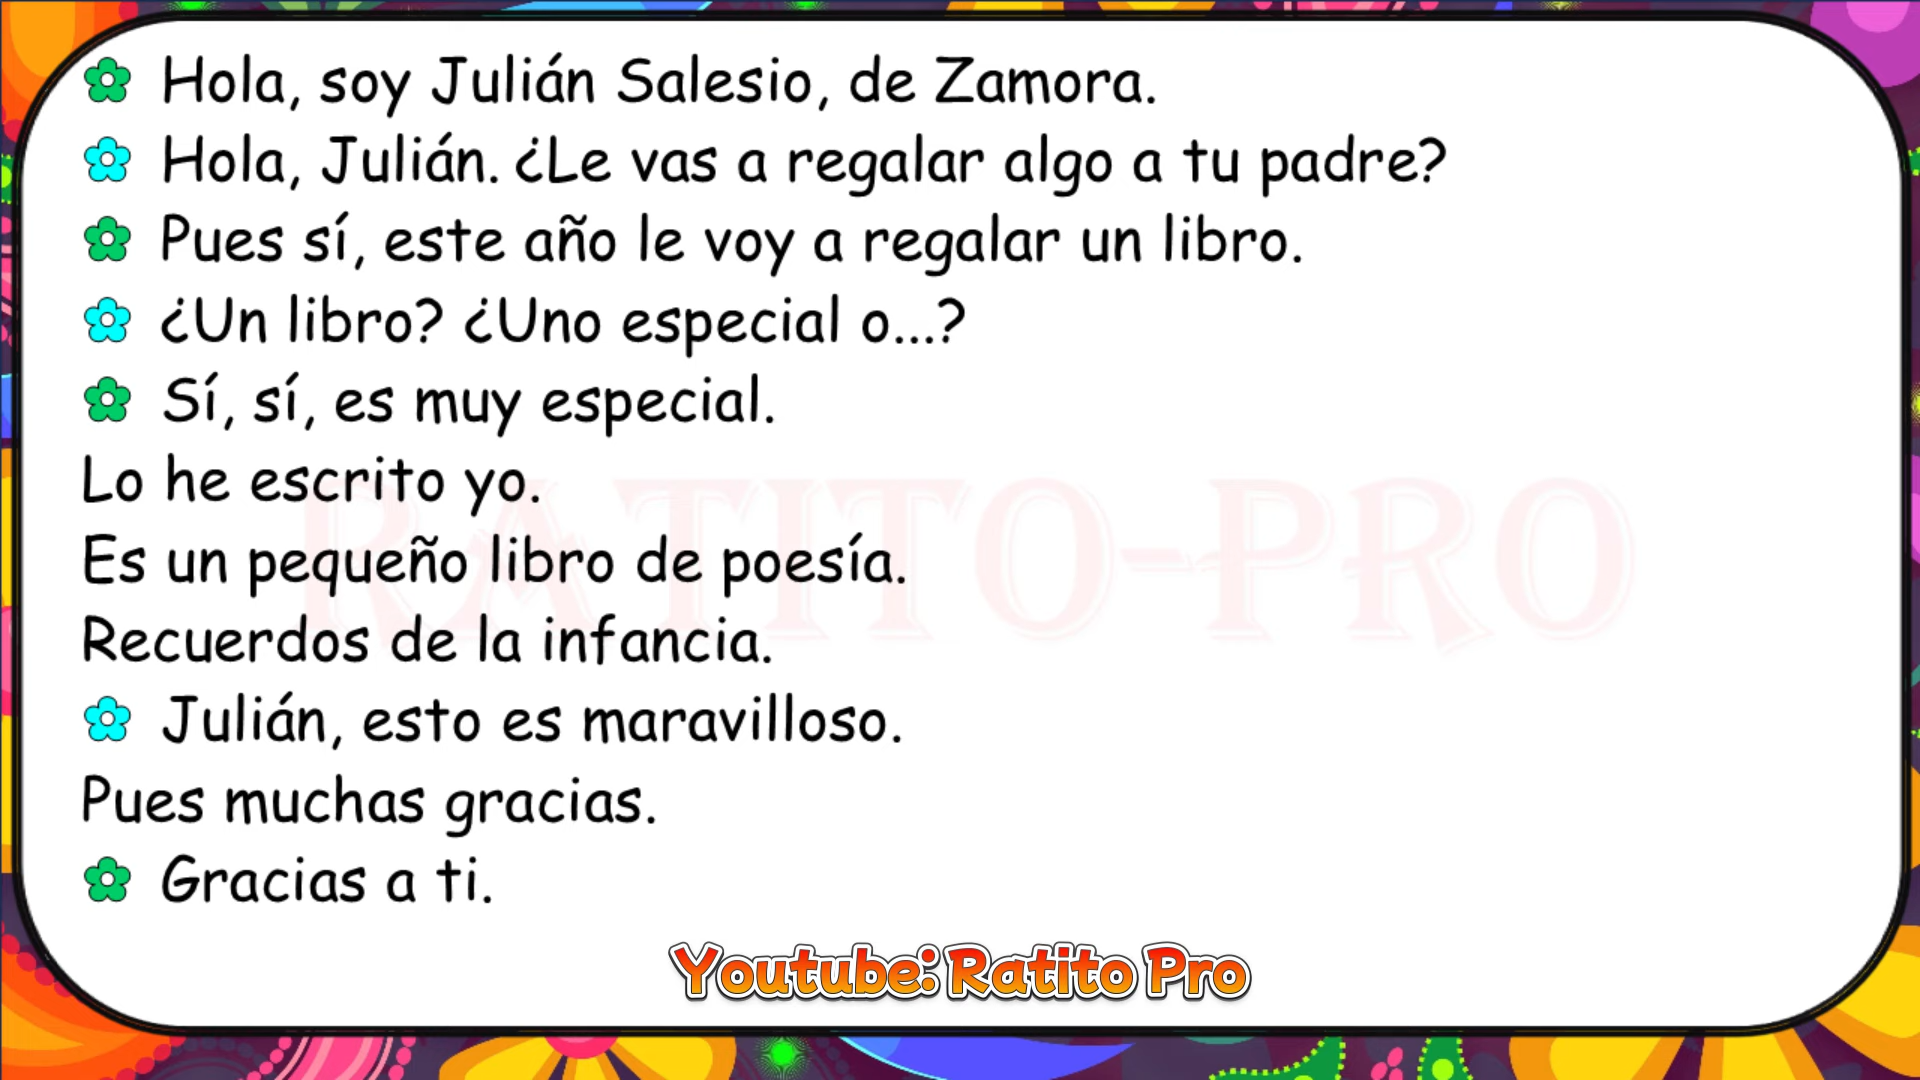 Hola, soy Julián Salesio, de Zamora.
Hola, Julián. ¿Le vas a regalar algo a tu padre?
Pues sí, este año le voy a regalar un libro.
¿Un libro? ¿Uno especial o...?
Sí, sí, es muy especial.
Lo he escrito yo.
Es un pequeño libro de poesía.
Recuerdos de la infancia.
Julián, esto es maravilloso.
Pues muchas gracias.
Gracias a ti.
RATITO-PRO
Youtube: Ratito Pro